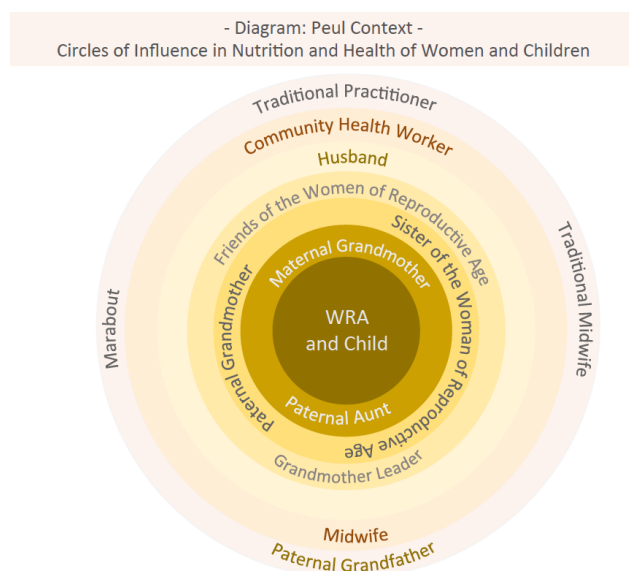 - Diagram: Peul Context -
Circles of Influence in Nutrition and Health of Women and Children
Traditional Practitioner
Community Health Worker
Husband
Friends of the Women of Reproductive Age
Sister of the Woman of Reproductive Age
Maternal Grandmother
Paternal Grandmother
Marabout
Traditional Midwife
WRA
and Child
Paternal Aunt
Grandmother Leader
Midwife
Paternal Grandfather